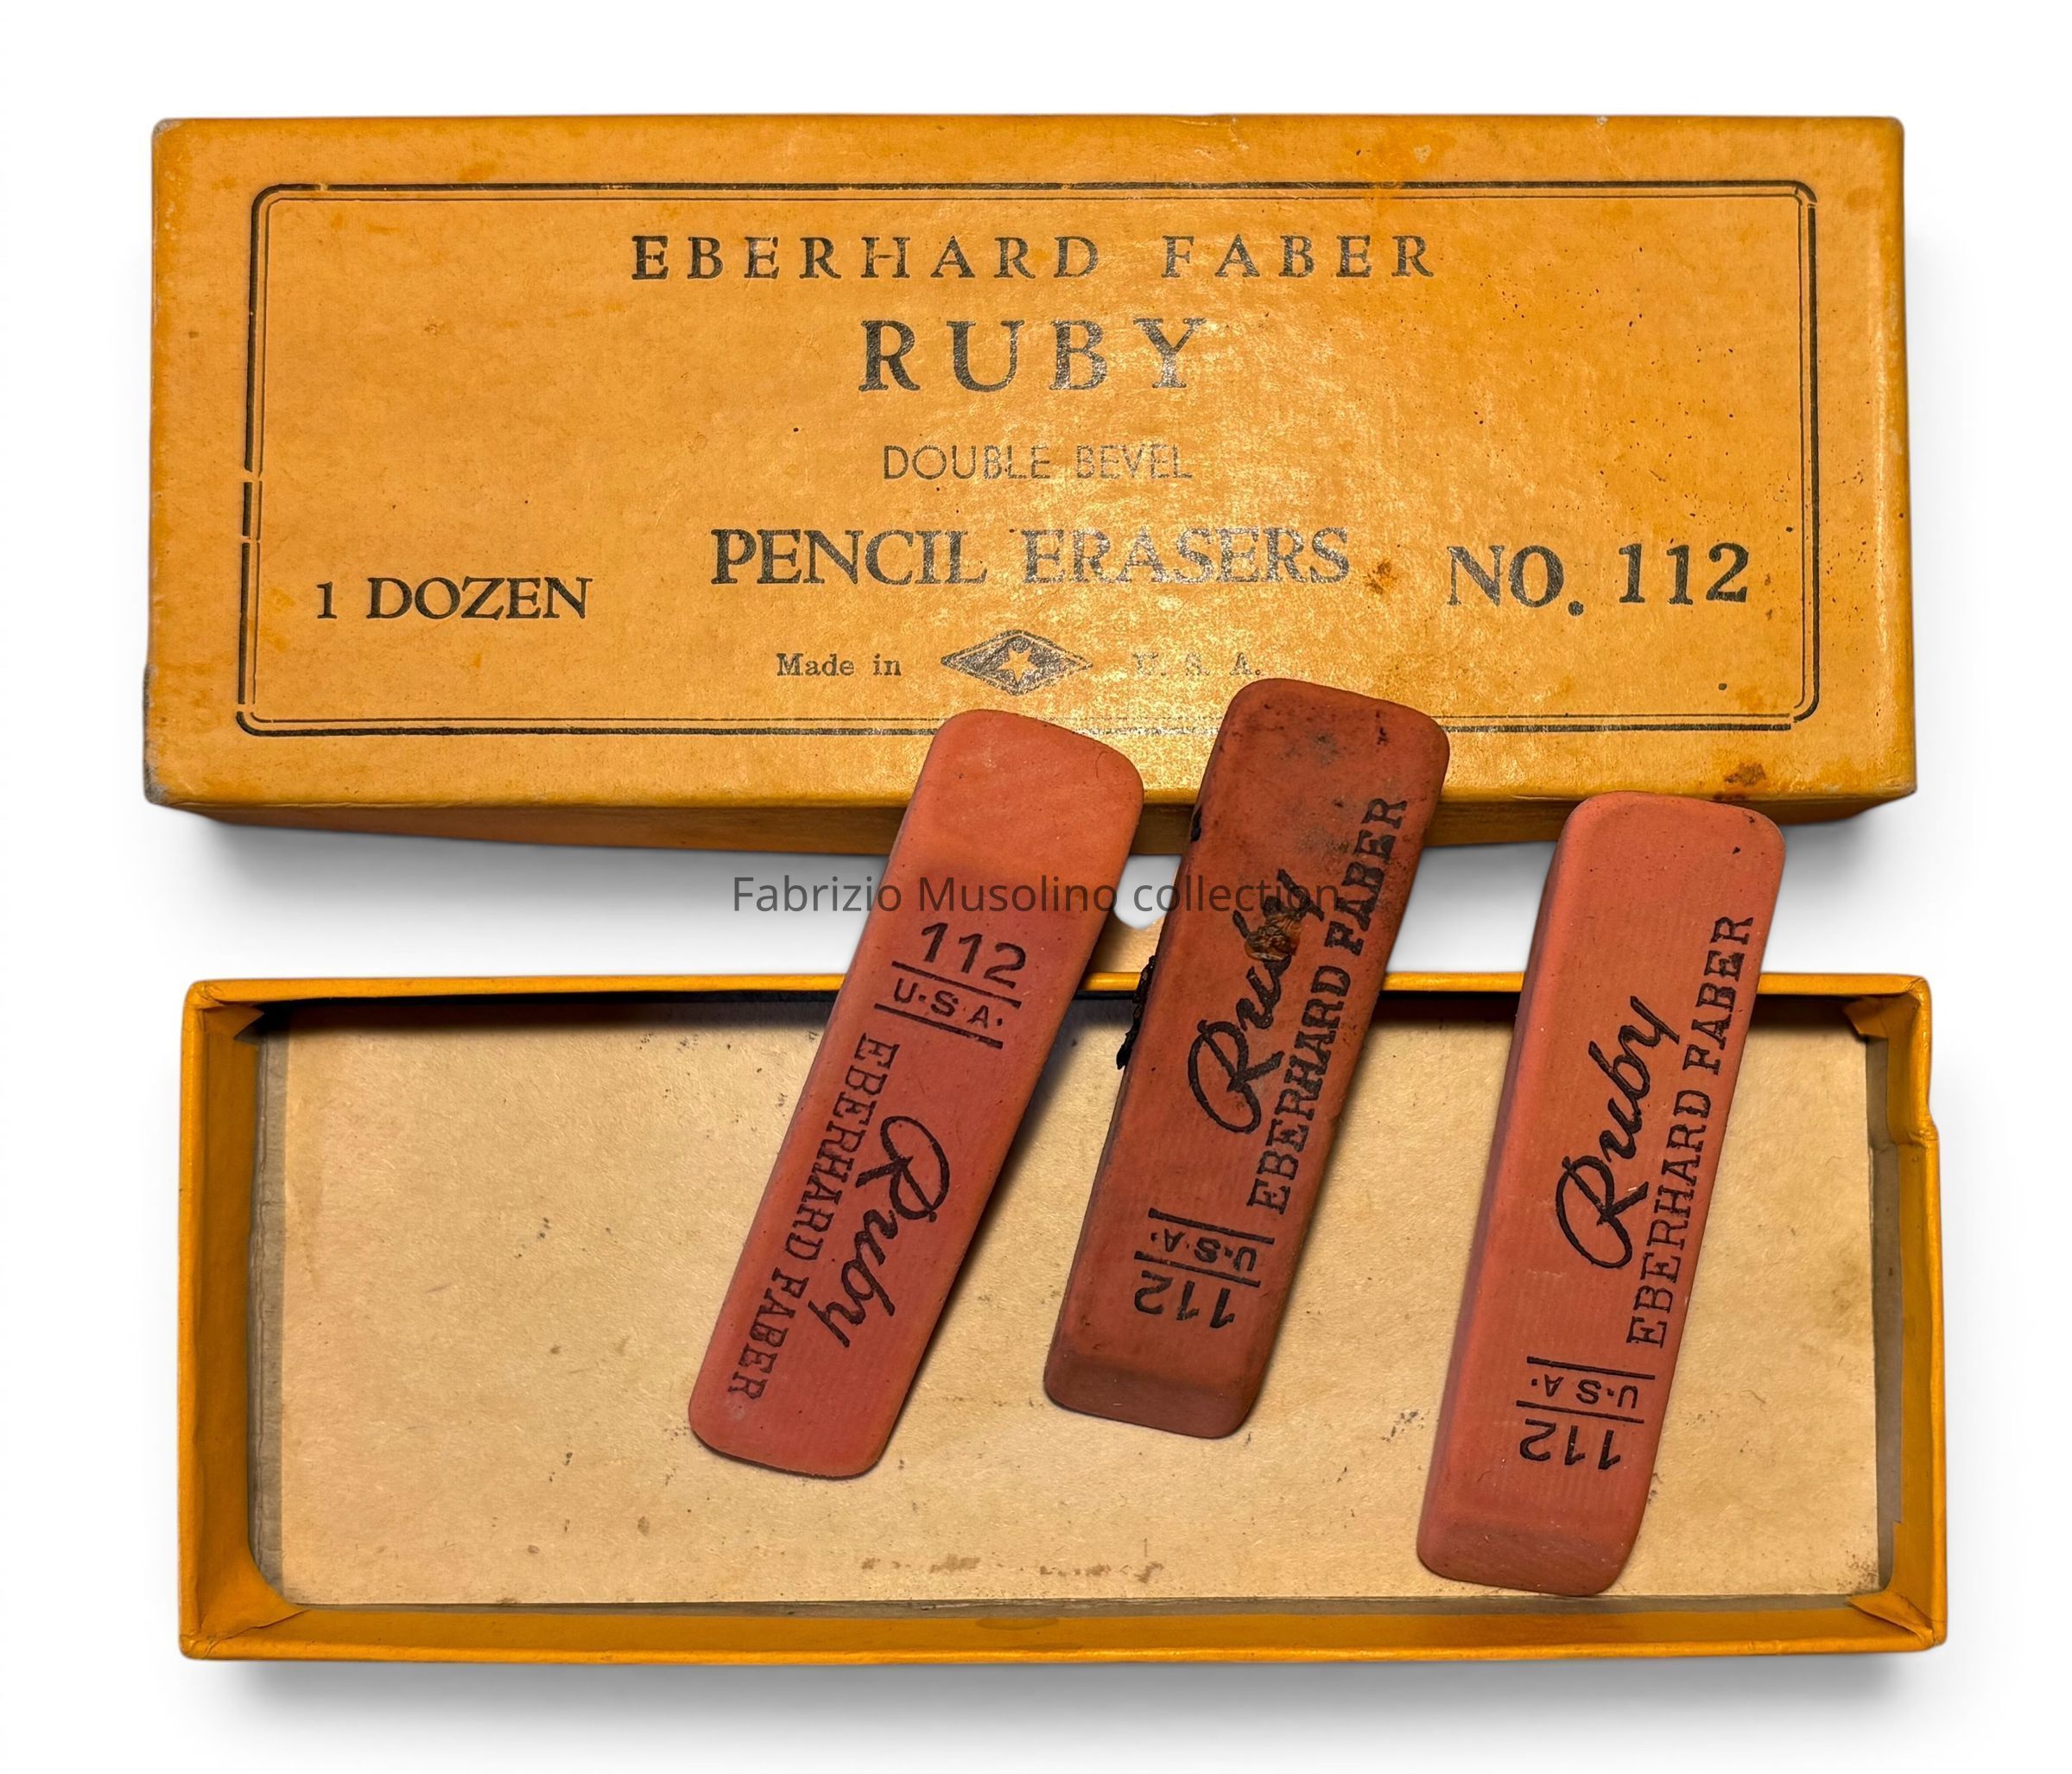 EBERHARD FABER
RUBY
DOUBLE BEVEL
PENCIL ERASERS
1 DOZEN
NO. 112
Made in U. S. A.
Fabrizio Musolino collection
112
U.S.A.
Ruby
EBERHARD FABER
Ruby
EBERHARD FABER
U.S.A.
112
Ruby
EBERHARD FABER
U.S.A.
112